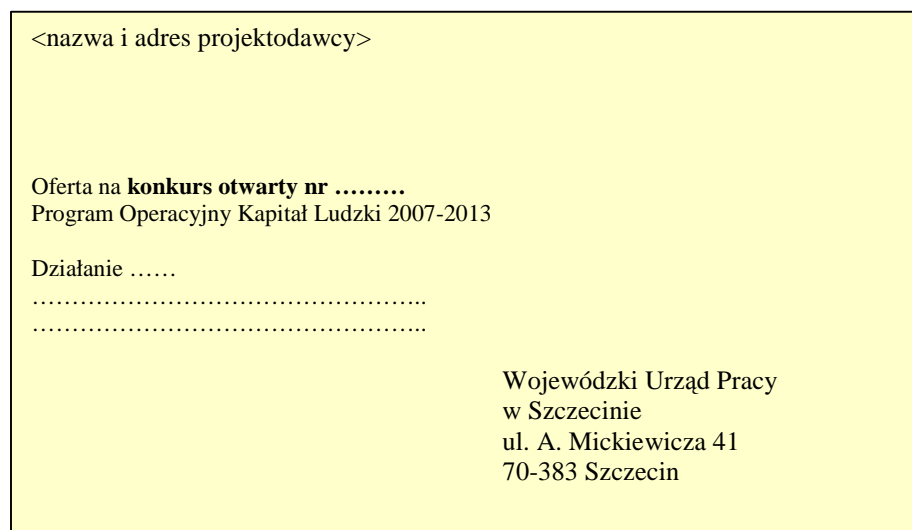 <nazwa i adres projektodawcy>
Oferta na konkurs otwarty nr ………
Program Operacyjny Kapitał Ludzki 2007-2013
Działanie ……
…………………………………………..
…………………………………………..
Wojewódzki Urząd Pracy
w Szczecinie
ul. A. Mickiewicza 41
70-383 Szczecin